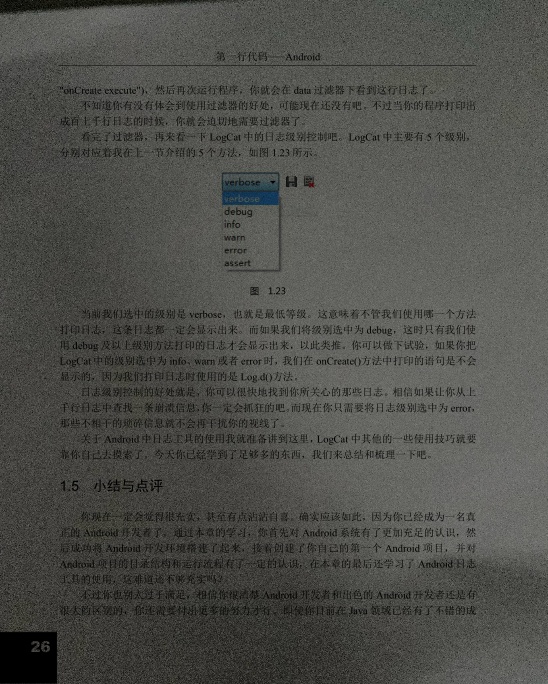 第一行代码——Android
"onCreate execute")，然后再次运行程序，你就会在 data 过滤器下看到这行日志了。
不知道你有没有体会到使用过滤器的好处，可能现在还没有吧。不过当你的程序打印出
成百上千行日志的时候，你就会迫切地需要过滤器了。
看完了过滤器，再来看一下 LogCat 中的日志级别控制吧。LogCat 中主要有 5 个级别，
分别对应着我在上一节介绍的 5 个方法，如图 1.23 所示。
verbose
verbose
debug
info
warn
error
assert
图 1.23
当前我们选中的级别是 verbose，也就是最低等级。这意味着不管我们使用哪一个方法
打印日志，这条日志都一定会显示出来。而如果我们将级别选中为 debug，这时只有我们使
用 debug 及以上级别方法打印的日志才会显示出来，以此类推。你可以做下试验，如果你把
LogCat 中的级别选中为 info、warn 或者 error 时，我们在 onCreate()方法中打印的语句是不会
显示的，因为我们打印日志时使用的是 Log.d()方法。
日志级别控制的好处就是，你可以很快地找到你所关心的那些日志。相信如果让你从上
千行日志中查找一条崩溃信息，你一定会抓狂的吧。而现在你只需要将日志级别选中为 error，
那些不相干的琐碎信息就不会再干扰你的视线了。
关于 Android 中日志工具的使用我就准备讲到这里，LogCat 中其他的一些使用技巧就要
靠你自己去摸索了。今天你已经学到了足够多的东西，我们来总结和梳理一下吧。
1.5 小结与点评
你现在一定会觉得很充实，甚至有点沾沾自喜。确实应该如此，因为你已经成为一名真
正的 Android 开发者了。通过本章的学习，你首先对 Android 系统有了更加充足的认识，然
后成功将 Android 开发环境搭建了起来，接着创建了你自己的第一个 Android 项目，并对
Android 项目的目录结构和运行流程有了一定的认识，在本章的最后还学习了 Android 日志
工具的使用，这难道还不够充实吗？
不过你也别太过于满足，相信你很清楚 Android 开发者和出色的 Android 开发者还是有
很大的区别的，你还需要付出更多的努力才行。即使你目前在 Java 领域已经有了不错的成
26